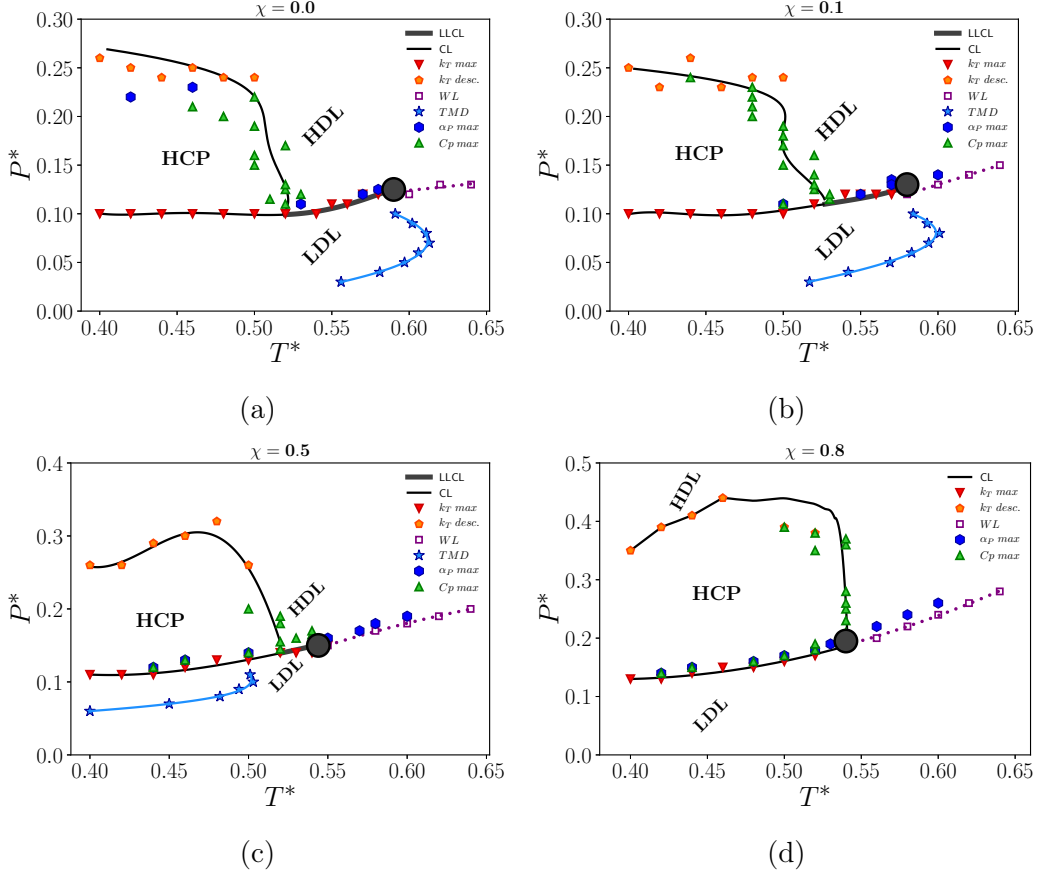 χ = 0.0
0.30
0.25
0.20
0.15
0.10
0.05
0.00
P*
0.40
0.45
0.50
0.55
0.60
0.65
T*
HCP
HDL
LDL
LLCL
CL
k_T max
k_T desc.
WL
TMD
α_P max
Cp max
(a)
χ = 0.1
0.30
0.25
0.20
0.15
0.10
0.05
0.00
P*
0.40
0.45
0.50
0.55
0.60
0.65
T*
HCP
HDL
LDL
LLCL
CL
k_T max
k_T desc.
WL
TMD
α_P max
Cp max
(b)
χ = 0.5
0.4
0.3
0.2
0.1
0.0
P*
0.40
0.45
0.50
0.55
0.60
0.65
T*
HCP
HDL
LDL
LLCL
CL
k_T max
k_T desc.
WL
TMD
α_P max
Cp max
(c)
χ = 0.8
0.5
0.4
0.3
0.2
0.1
0.0
P*
0.40
0.45
0.50
0.55
0.60
0.65
T*
HDL
HCP
LDL
CL
k_T max
k_T desc.
WL
α_P max
Cp max
(d)